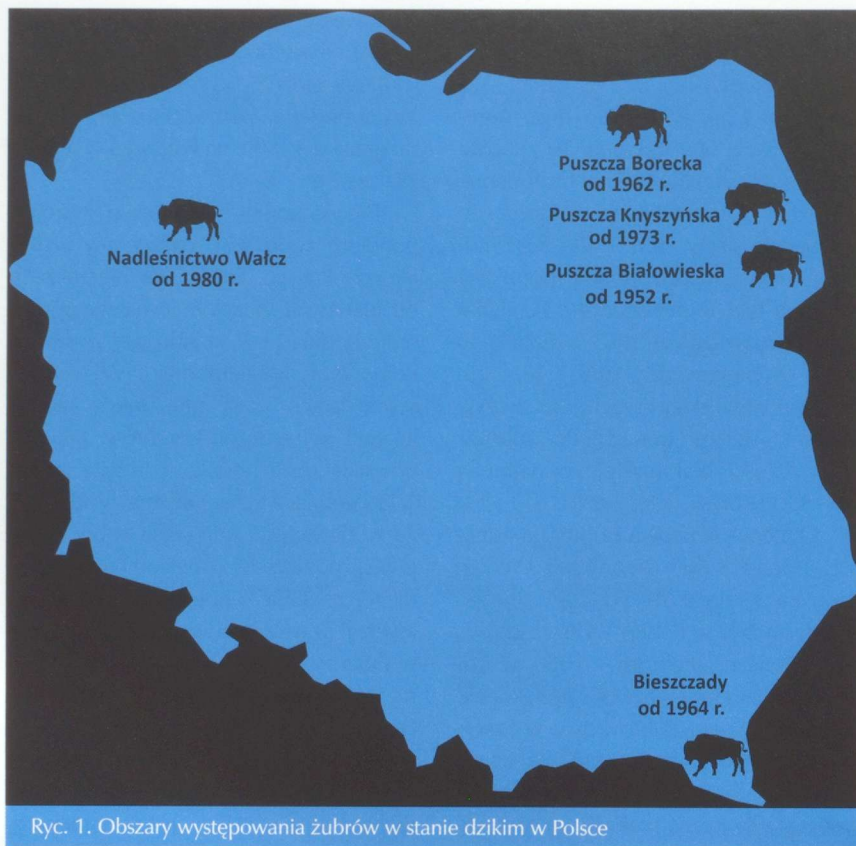 Puszcza Borecka
od 1962 r.
Puszcza Knyszyńska
od 1973 r.
Nadleśnictwo Wałcz
od 1980 r.
Puszcza Białowieska
od 1952 r.
Bieszczady
od 1964 r.
Ryc. 1. Obszary występowania żubrów w stanie dzikim w Polsce